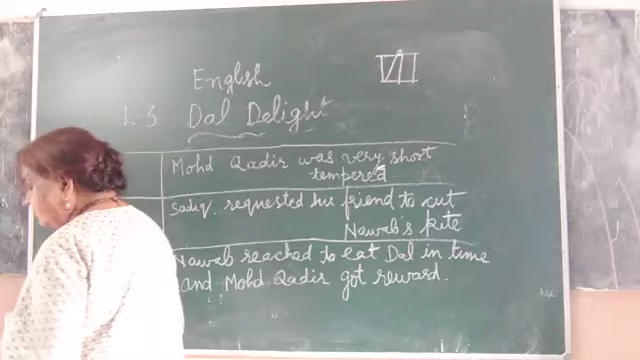 English
1.3 Dal Delight
Mohd Qadir was very short
tempered
Sadiq. requested his friend to cut
Nawab's kite
Nawab reached to eat Dal in time
and Mohd Qadir got reward.